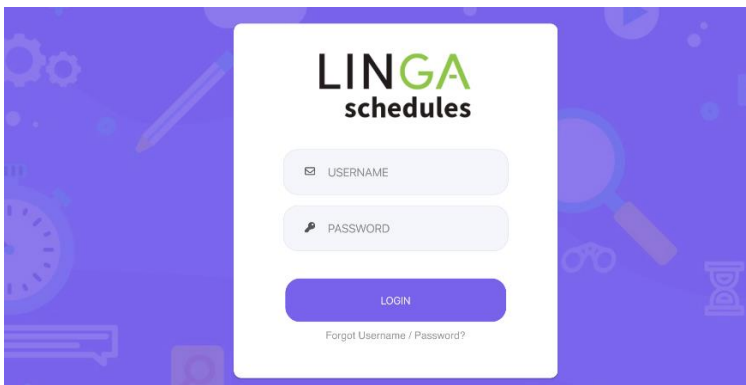 LINGA
schedules
USERNAME
PASSWORD
LOGIN
Forgot Username / Password?